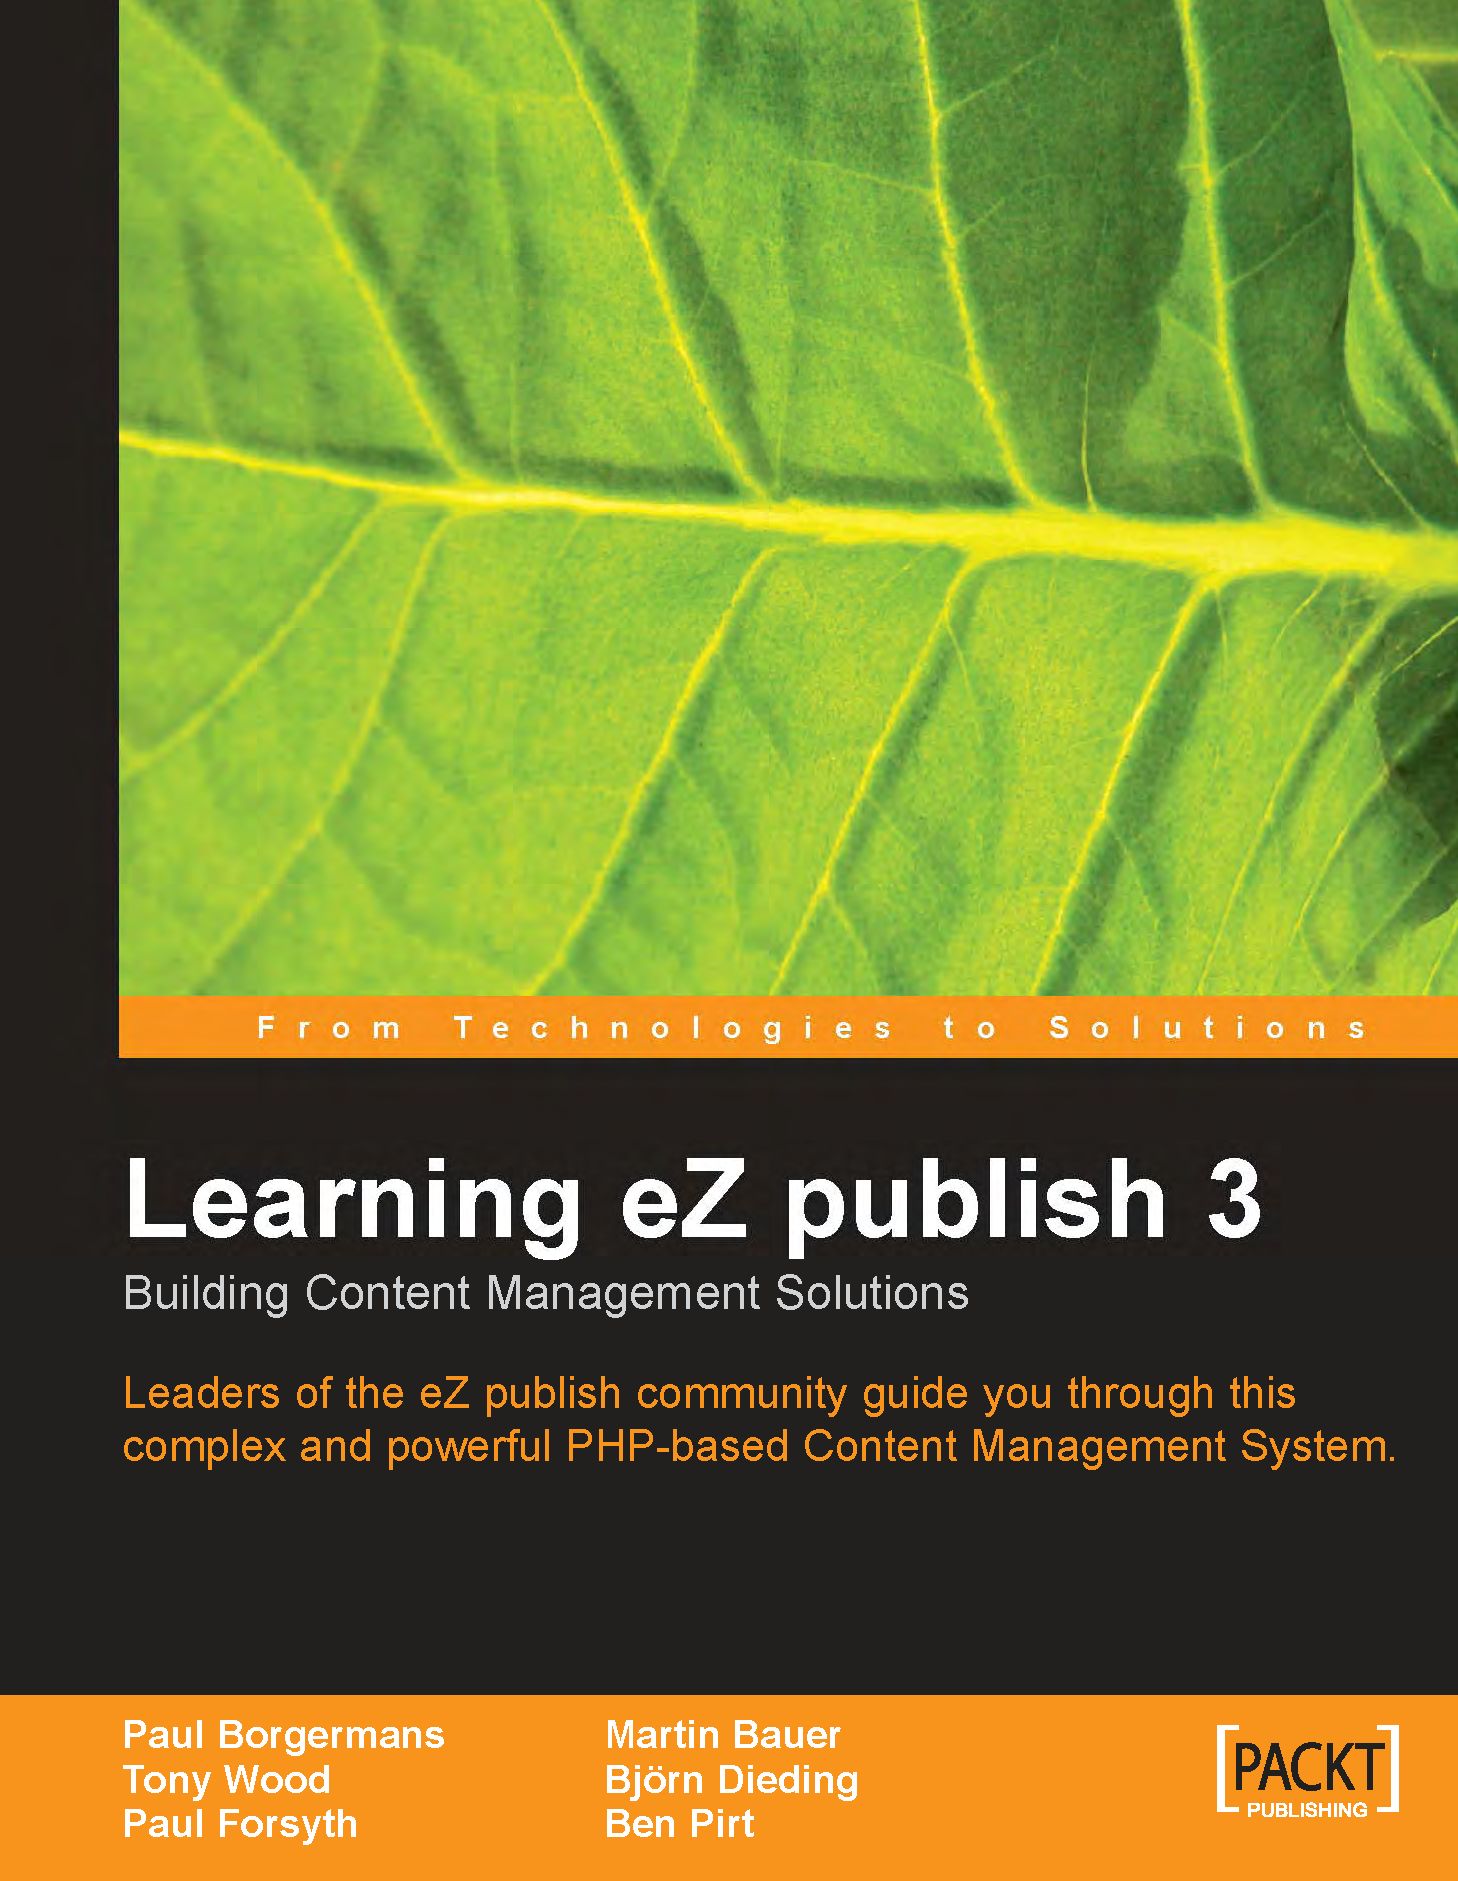 From Technologies to Solutions
Learning eZ publish 3
Building Content Management Solutions
Leaders of the eZ publish community guide you through this
complex and powerful PHP-based Content Management System.
Paul Borgermans
Tony Wood
Paul Forsyth
Martin Bauer
Björn Dieding
Ben Pirt
[PACKT]
PUBLISHING